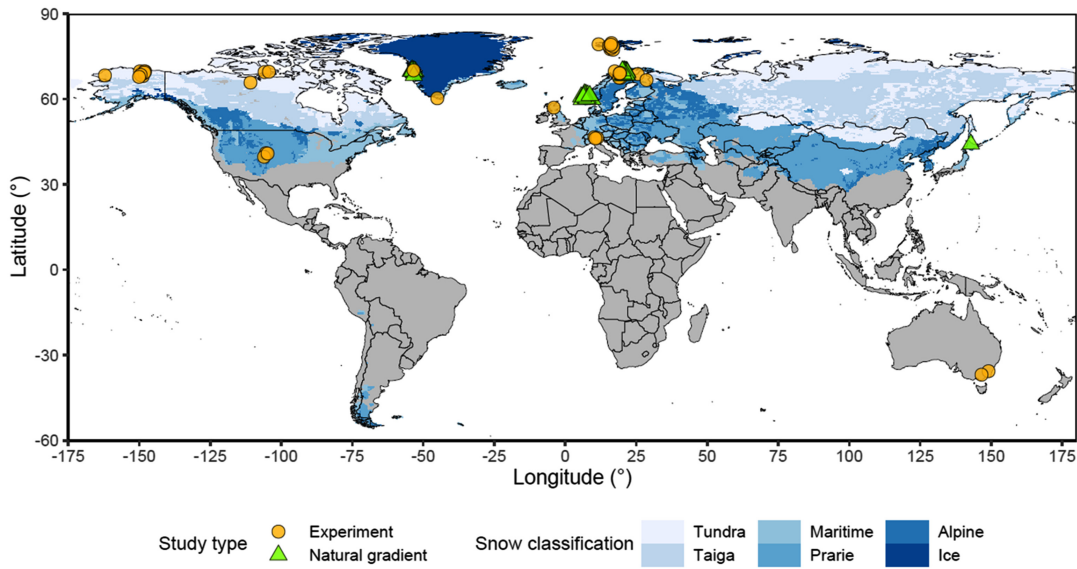 90
60
30
0
-30
-60
Latitude (°)
-175 -150 -125 -100 -75 -50 -25 0 25 50 75 100 125 150 175
Longitude (°)
Study type
Experiment
Natural gradient
Snow classification
Tundra Maritime Alpine
Taiga Prarie Ice